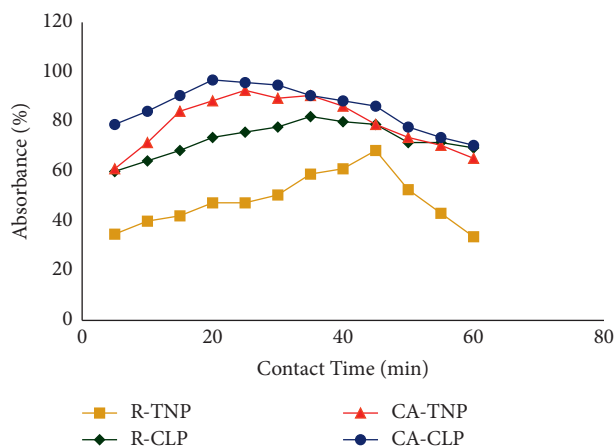 120
100
80
60
40
20
0
Absorbance (%)
0 20 40 60 80
Contact Time (min)
R-TNP CA-TNP
R-CLP CA-CLP